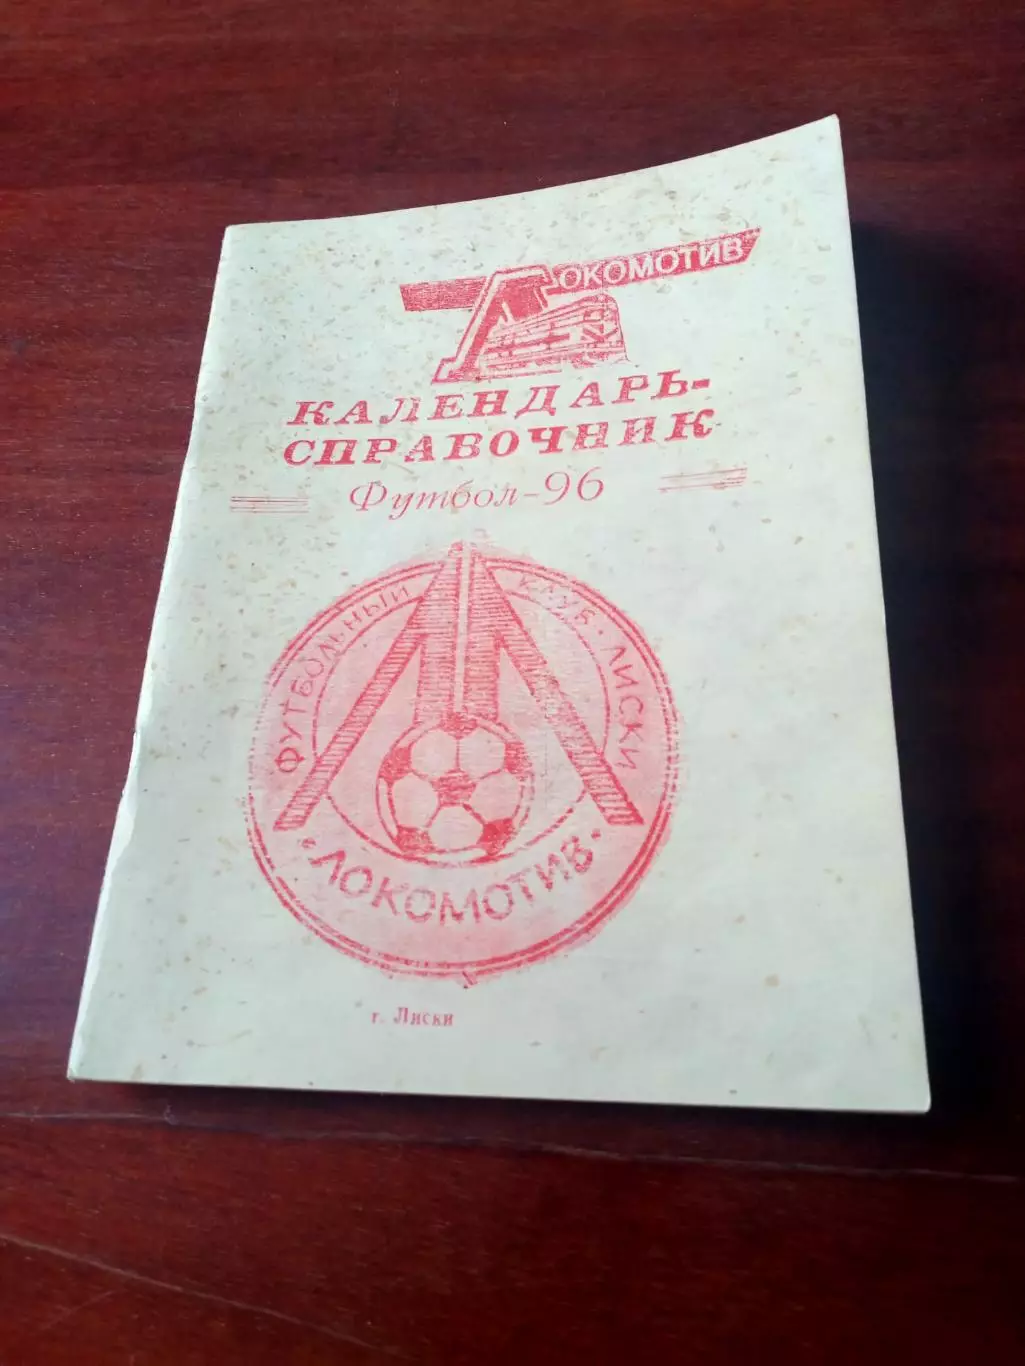 ЛОКОМОТИВ
КАЛЕНДАРЬ-
СПРАВОЧНИК
Футбол-96
ФУТБОЛЬНЫЙ КЛУБ · ЛИСКИ
· ЛОКОМОТИВ ·
г. Лиски